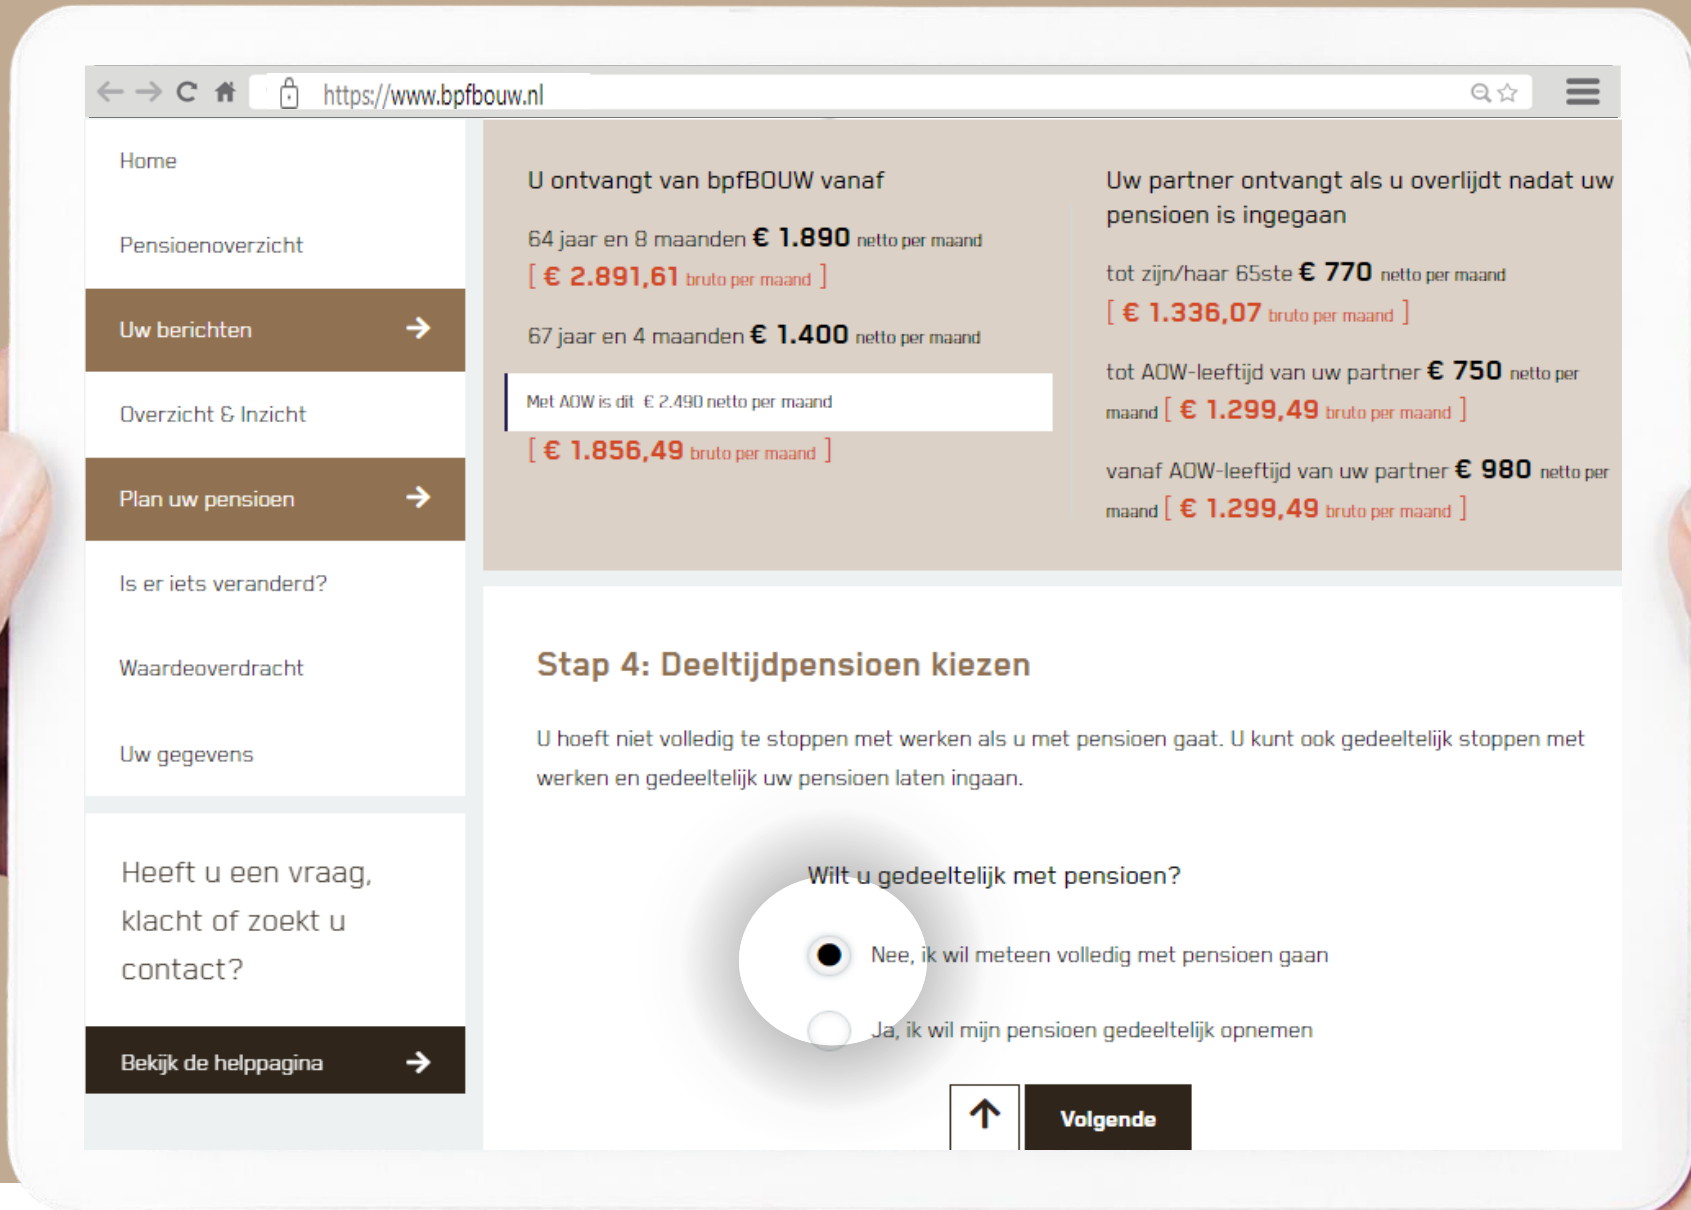 https://www.bpfbouw.nl
Home
Pensioenoverzicht
Uw berichten
Overzicht & Inzicht
Plan uw pensioen
Is er iets veranderd?
Waardeoverdracht
Uw gegevens
Heeft u een vraag,
klacht of zoekt u
contact?
Bekijk de helppagina
U ontvangt van bpfBOUW vanaf
64 jaar en 8 maanden € 1.890 netto per maand
[ € 2.891,61 bruto per maand ]
67 jaar en 4 maanden € 1.400 netto per maand
Met AOW is dit € 2.490 netto per maand
[ € 1.856,49 bruto per maand ]
Uw partner ontvangt als u overlijdt nadat uw
pensioen is ingegaan
tot zijn/haar 65ste € 770 netto per maand
[ € 1.336,07 bruto per maand ]
tot AOW-leeftijd van uw partner € 750 netto per
maand [ € 1.299,49 bruto per maand ]
vanaf AOW-leeftijd van uw partner € 980 netto per
maand [ € 1.299,49 bruto per maand ]
Stap 4: Deeltijdpensioen kiezen
U hoeft niet volledig te stoppen met werken als u met pensioen gaat. U kunt ook gedeeltelijk stoppen met
werken en gedeeltelijk uw pensioen laten ingaan.
Wilt u gedeeltelijk met pensioen?
Nee, ik wil meteen volledig met pensioen gaan
Ja, ik wil mijn pensioen gedeeltelijk opnemen
Volgende